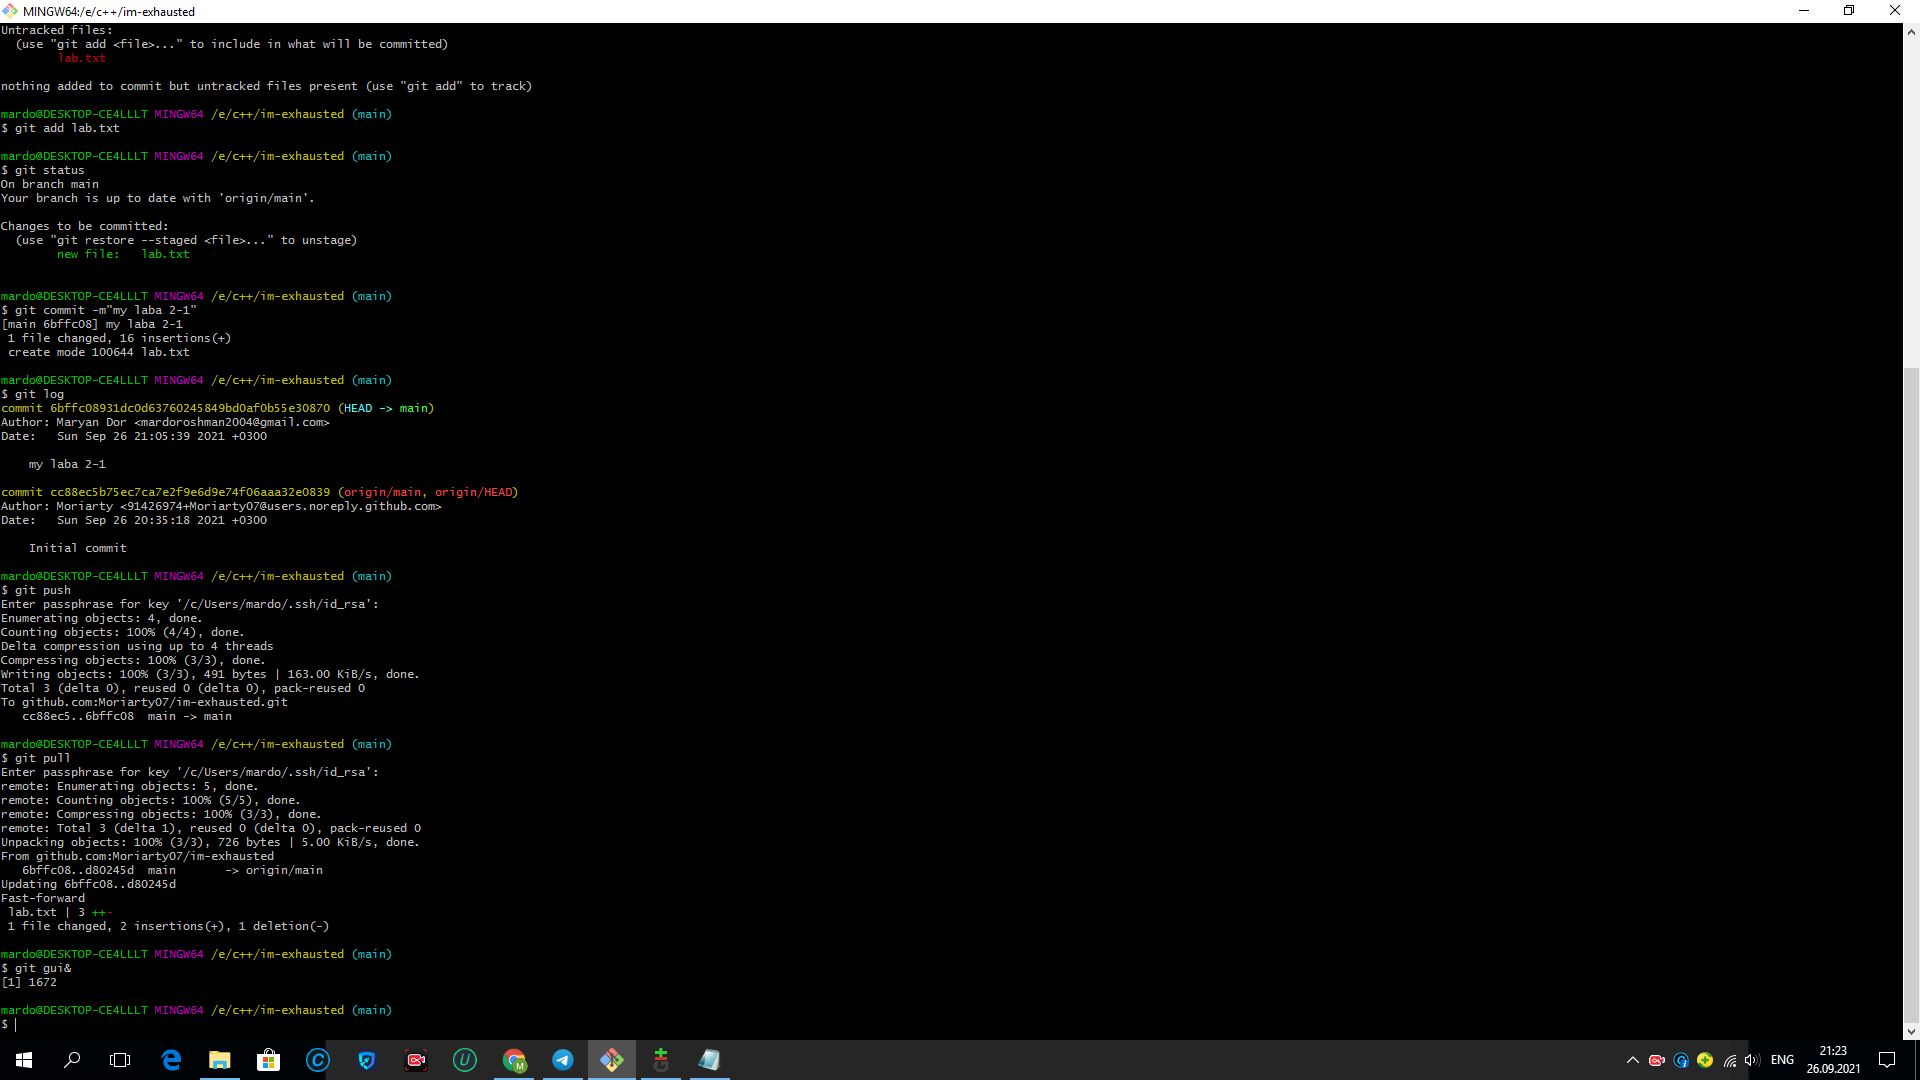 MINGW64:/e/c++/im-exhausted
Untracked files:
  (use "git add <file>..." to include in what will be committed)
        lab.txt

nothing added to commit but untracked files present (use "git add" to track)

mardo@DESKTOP-CE4LLLT MINGW64 /e/c++/im-exhausted (main)
$ git add lab.txt

mardo@DESKTOP-CE4LLLT MINGW64 /e/c++/im-exhausted (main)
$ git status
On branch main
Your branch is up to date with 'origin/main'.

Changes to be committed:
  (use "git restore --staged <file>..." to unstage)
        new file:   lab.txt


mardo@DESKTOP-CE4LLLT MINGW64 /e/c++/im-exhausted (main)
$ git commit -m"my laba 2-1"
[main 6bffc08] my laba 2-1
 1 file changed, 16 insertions(+)
 create mode 100644 lab.txt

mardo@DESKTOP-CE4LLLT MINGW64 /e/c++/im-exhausted (main)
$ git log
commit 6bffc08931dc0d63760245849bd0af0b55e30870 (HEAD -> main)
Author: Maryan Dor <mardoroshman2004@gmail.com>
Date:   Sun Sep 26 21:05:39 2021 +0300

    my laba 2-1

commit cc88ec5b75ec7ca7e2f9e6d9e74f06aaa32e0839 (origin/main, origin/HEAD)
Author: Moriarty <91426974+Moriarty07@users.noreply.github.com>
Date:   Sun Sep 26 20:35:18 2021 +0300

    Initial commit

mardo@DESKTOP-CE4LLLT MINGW64 /e/c++/im-exhausted (main)
$ git push
Enter passphrase for key '/c/Users/mardo/.ssh/id_rsa':
Enumerating objects: 4, done.
Counting objects: 100% (4/4), done.
Delta compression using up to 4 threads
Compressing objects: 100% (3/3), done.
Writing objects: 100% (3/3), 491 bytes | 163.00 KiB/s, done.
Total 3 (delta 0), reused 0 (delta 0), pack-reused 0
To github.com:Moriarty07/im-exhausted.git
   cc88ec5..6bffc08  main -> main

mardo@DESKTOP-CE4LLLT MINGW64 /e/c++/im-exhausted (main)
$ git pull
Enter passphrase for key '/c/Users/mardo/.ssh/id_rsa':
remote: Enumerating objects: 5, done.
remote: Counting objects: 100% (5/5), done.
remote: Compressing objects: 100% (3/3), done.
remote: Total 3 (delta 1), reused 0 (delta 0), pack-reused 0
Unpacking objects: 100% (3/3), 726 bytes | 5.00 KiB/s, done.
From github.com:Moriarty07/im-exhausted
   6bffc08..d80245d  main       -> origin/main
Updating 6bffc08..d80245d
Fast-forward
 lab.txt | 3 ++-
 1 file changed, 2 insertions(+), 1 deletion(-)

mardo@DESKTOP-CE4LLLT MINGW64 /e/c++/im-exhausted (main)
$ git gui&
[1] 1672

mardo@DESKTOP-CE4LLLT MINGW64 /e/c++/im-exhausted (main)
$
ENG
21:23
26.09.2021